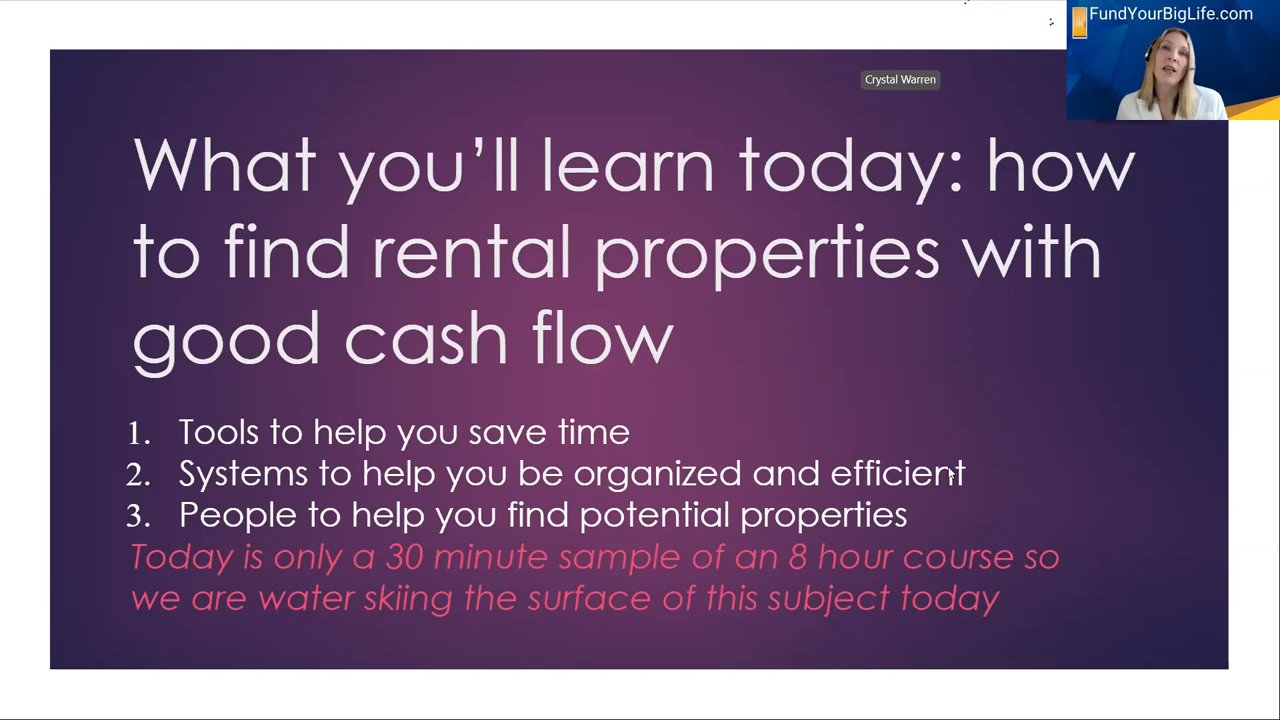 FundYourBigLife.com
Crystal Warren
What you’ll learn today: how
to find rental properties with
good cash flow
1. Tools to help you save time
2. Systems to help you be organized and efficient
3. People to help you find potential properties
Today is only a 30 minute sample of an 8 hour course so
we are water skiing the surface of this subject today